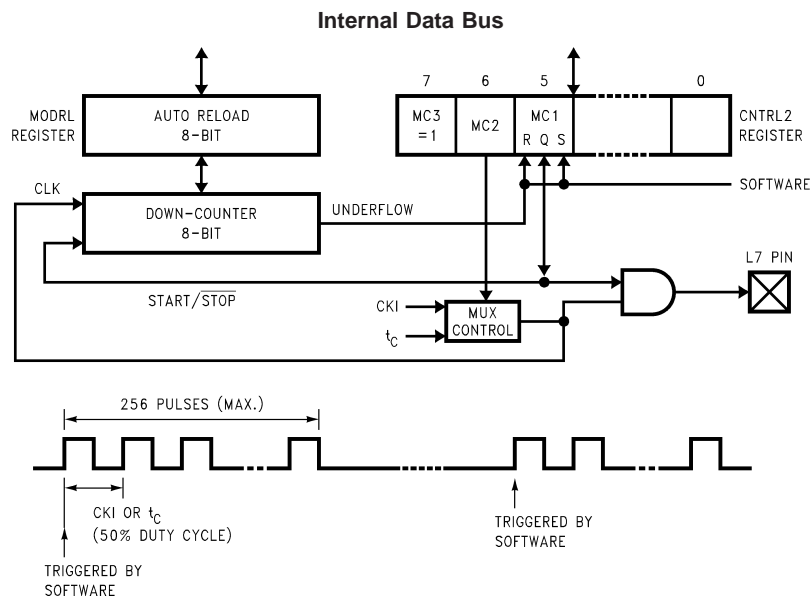 Internal Data Bus
7 6 5 0
MODRL
REGISTER
AUTO RELOAD
8-BIT
MC3
=1
MC2
MC1
R Q S
CNTRL2
REGISTER
CLK
DOWN-COUNTER
8-BIT
UNDERFLOW
SOFTWARE
START/STOP
L7 PIN
CKI
tC
MUX
CONTROL
256 PULSES (MAX.)
CKI OR tC
(50% DUTY CYCLE)
TRIGGERED BY
SOFTWARE
TRIGGERED BY
SOFTWARE